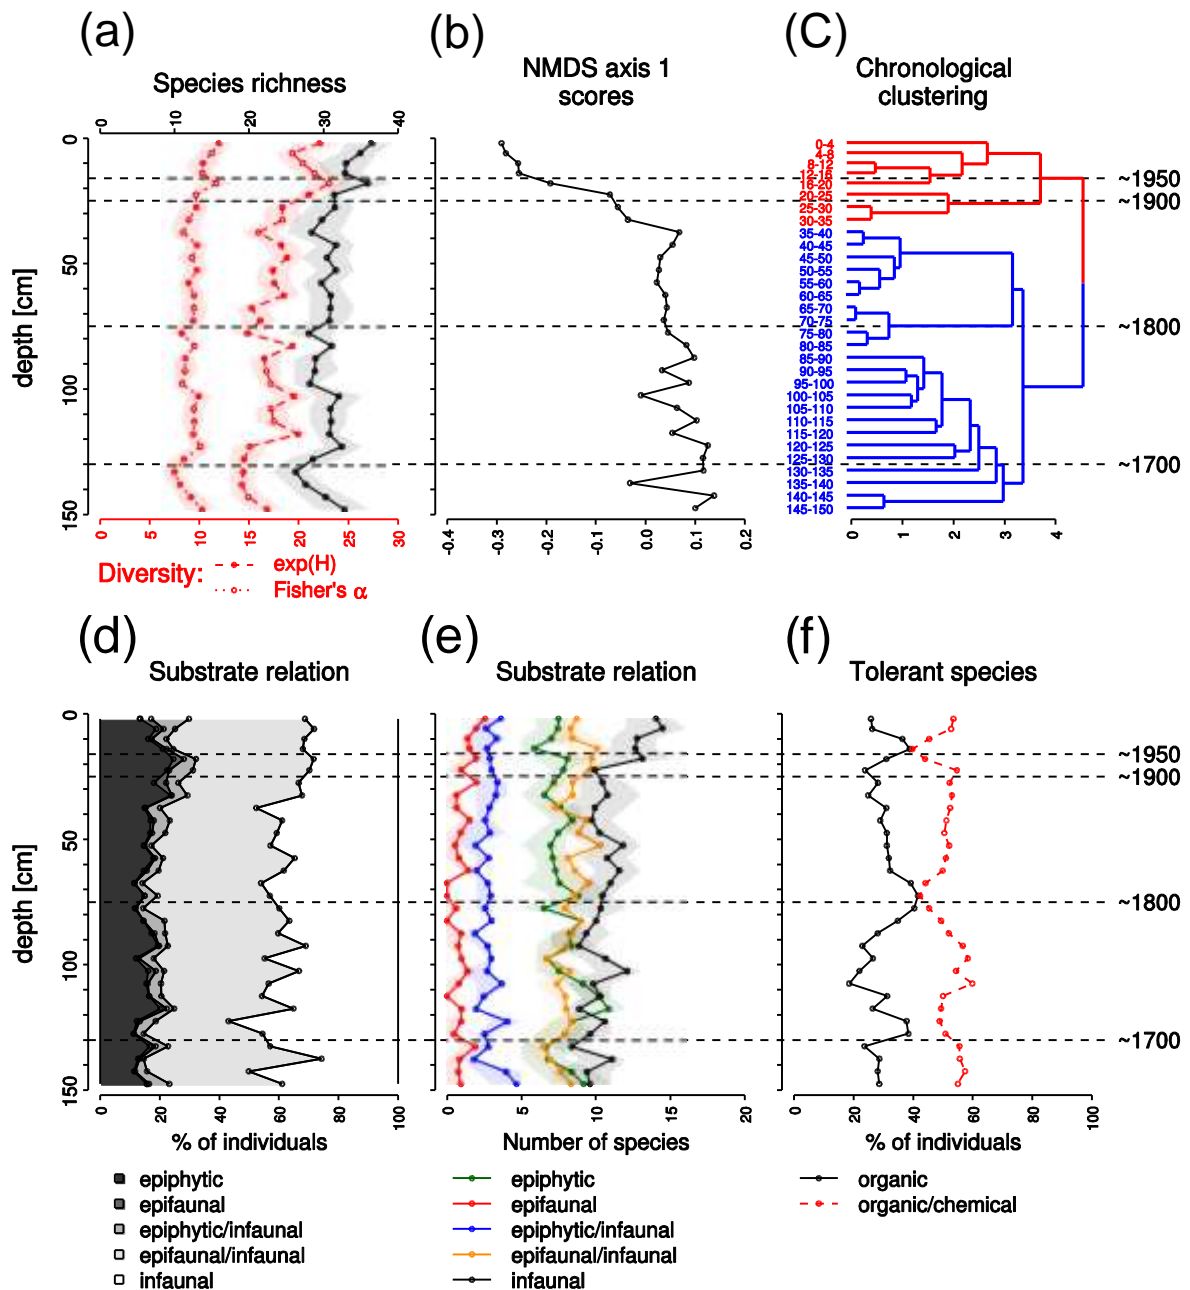 (a)
(b)
(C)
Species richness
NMDS axis 1
scores
Chronological
clustering
0
10
20
30
40
0
50
100
150
depth [cm]
0
5
10
15
20
25
30
Diversity:
exp(H)
Fisher's α
-0.4
-0.3
-0.2
-0.1
0.0
0.1
0.2
0-4
4-8
8-12
12-16
16-20
20-25
25-30
30-35
35-40
40-45
45-50
50-55
55-60
60-65
65-70
70-75
75-80
80-85
85-90
90-95
95-100
100-105
105-110
110-115
115-120
120-125
125-130
130-135
135-140
140-145
145-150
0
1
2
3
4
~1950
~1900
~1800
~1700
(d)
(e)
(f)
Substrate relation
Substrate relation
Tolerant species
0
50
100
150
depth [cm]
0
20
40
60
80
100
% of individuals
0
5
10
15
20
Number of species
0
20
40
60
80
100
% of individuals
~1950
~1900
~1800
~1700
epiphytic
epifaunal
epiphytic/infaunal
epifaunal/infaunal
infaunal
epiphytic
epifaunal
epiphytic/infaunal
epifaunal/infaunal
infaunal
organic
organic/chemical